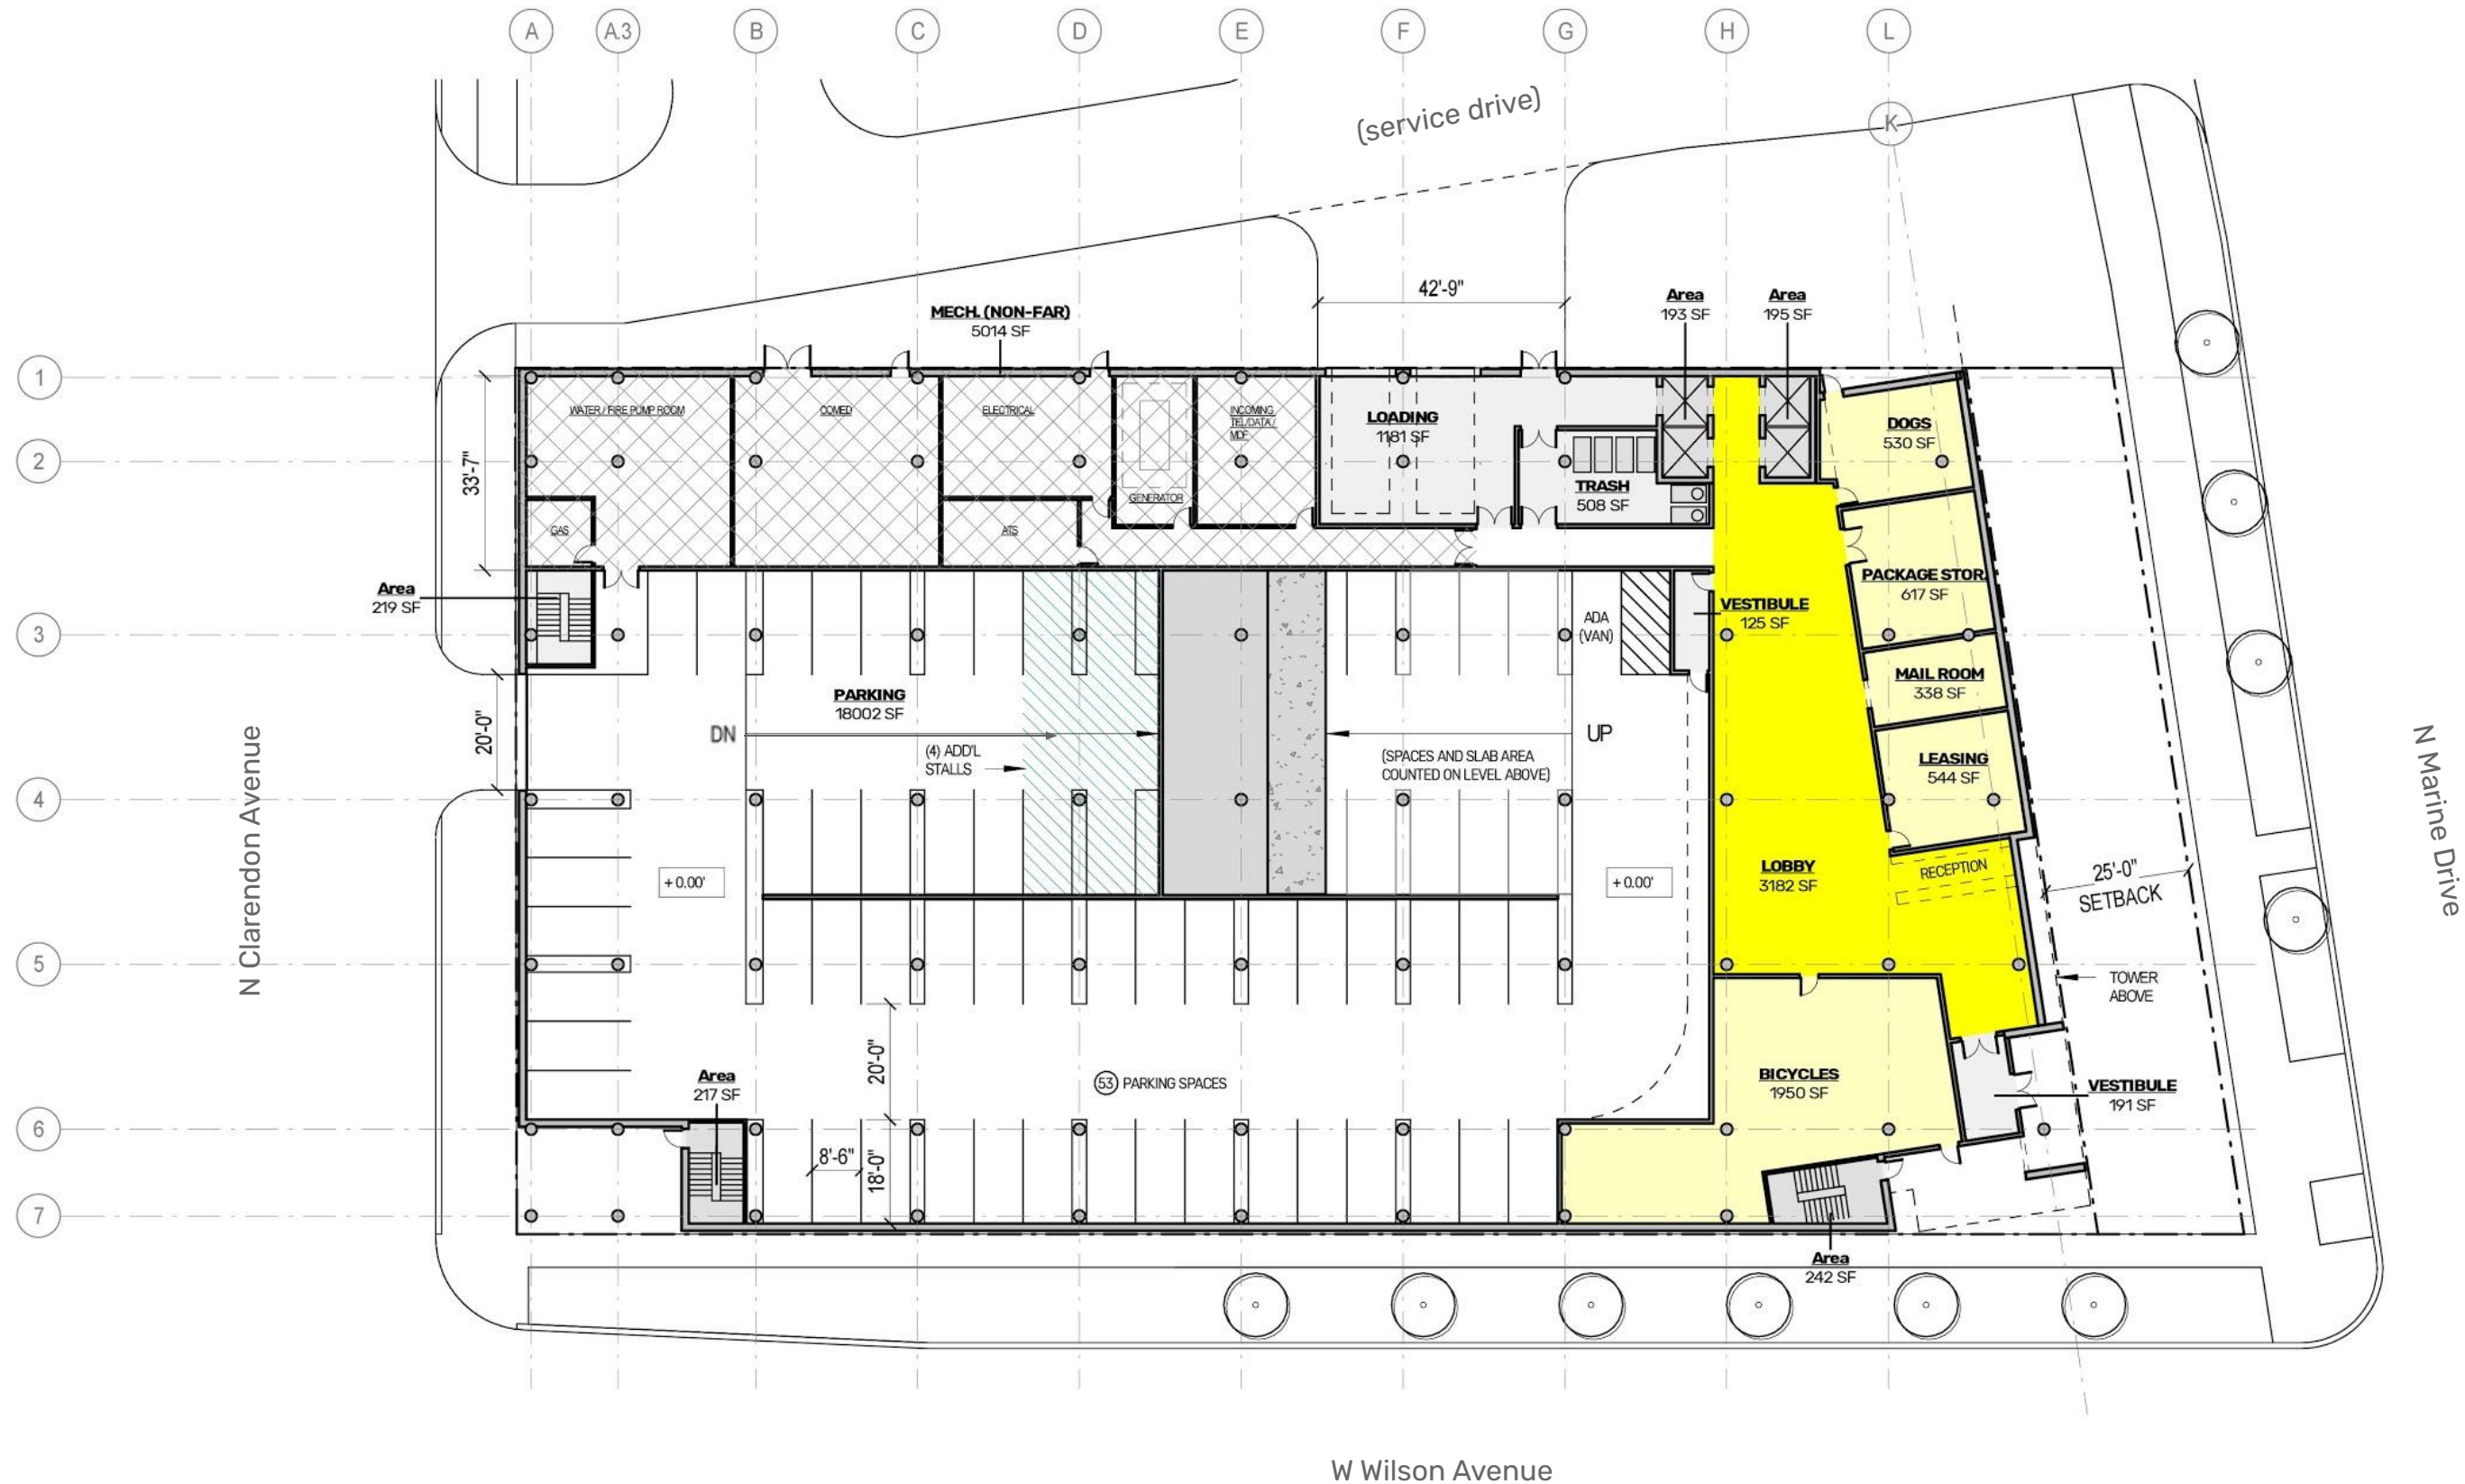 A
A.3
B
C
D
E
F
G
H
L
K
(service drive)
42'-9"
MECH. (NON-FAR)
5014 SF
Area
193 SF
Area
195 SF
1
WATER / FIRE PUMP ROOM
COMED
ELECTRICAL
INCOMING
TEL/DATA/
MDF
LOADING
1181 SF
DOGS
530 SF
2
33'-7"
GENERATOR
TRASH
508 SF
GAS
ATS
PACKAGE STOR.
617 SF
Area
219 SF
3
ADA
(VAN)
VESTIBULE
125 SF
MAIL ROOM
338 SF
PARKING
18002 SF
20'-0"
DN
UP
(4) ADD'L
STALLS
(SPACES AND SLAB AREA
COUNTED ON LEVEL ABOVE)
LEASING
544 SF
N Clarendon Avenue
N Marine Drive
4
+ 0.00'
+ 0.00'
LOBBY
3182 SF
RECEPTION
25'-0"
SETBACK
5
TOWER
ABOVE
20'-0"
Area
217 SF
53 PARKING SPACES
BICYCLES
1950 SF
VESTIBULE
191 SF
6
8'-6"
18'-0"
7
Area
242 SF
W Wilson Avenue